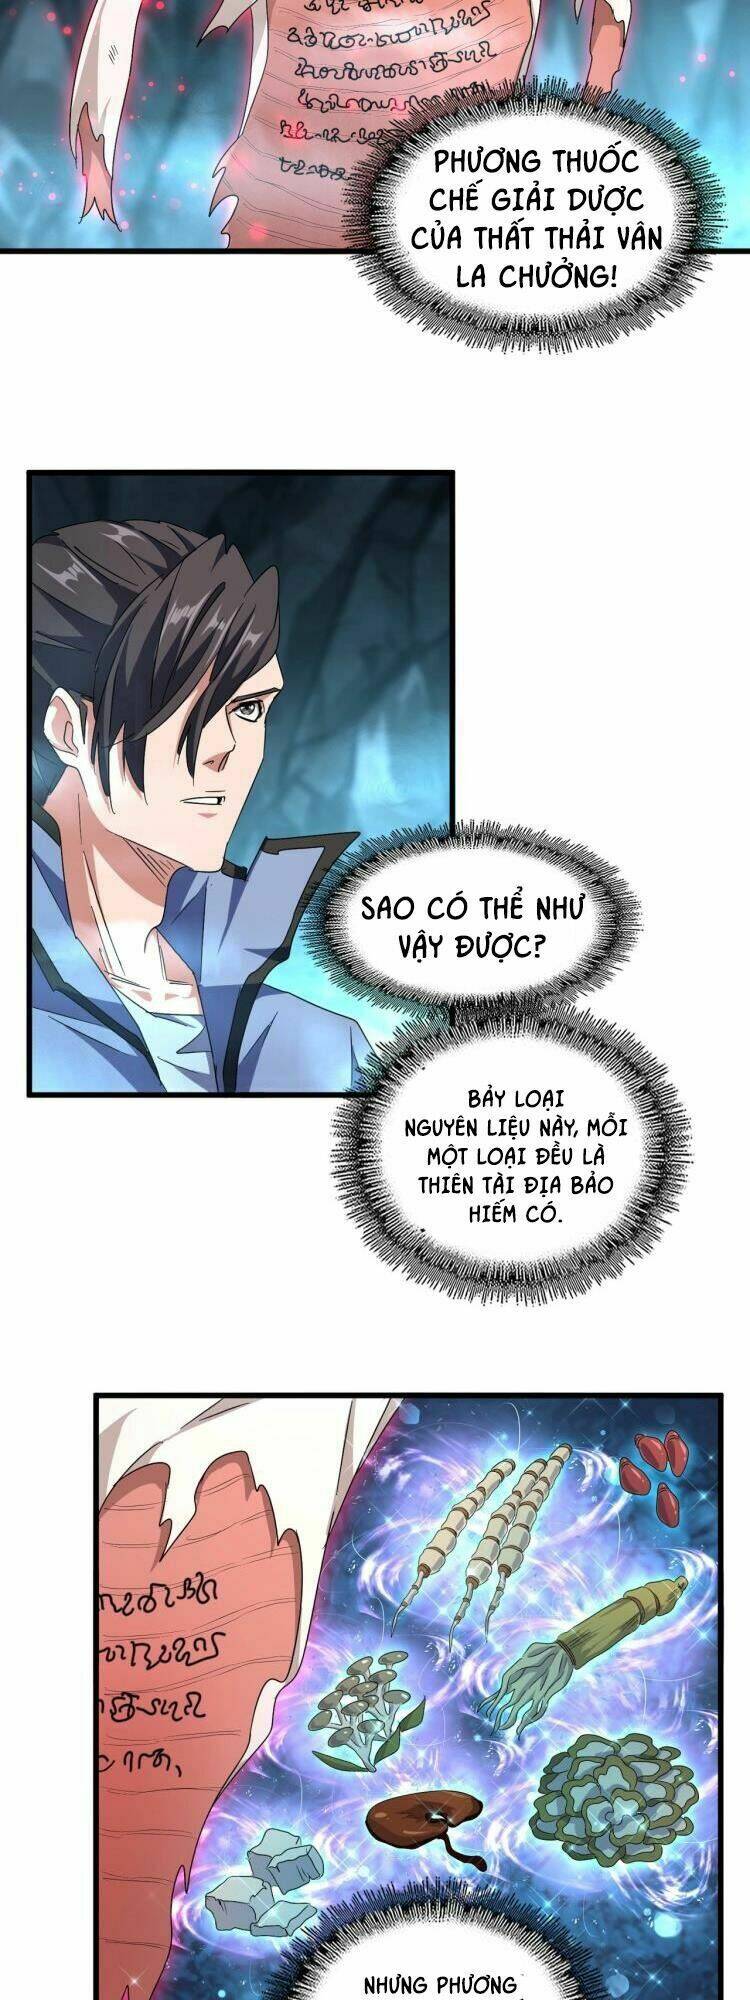 PHƯƠNG THUỐC
CHẾ GIẢI DƯỢC
CỦA THẤT THẢI VÂN
LA CHƯỞNG!
SAO CÓ THỂ NHƯ
VẬY ĐƯỢC?
BẢY LOẠI
NGUYÊN LIỆU NÀY, MỖI
MỘT LOẠI ĐỀU LÀ
THIÊN TÀI ĐỊA BẢO
HIẾM CÓ.
NHƯNG PHƯƠNG